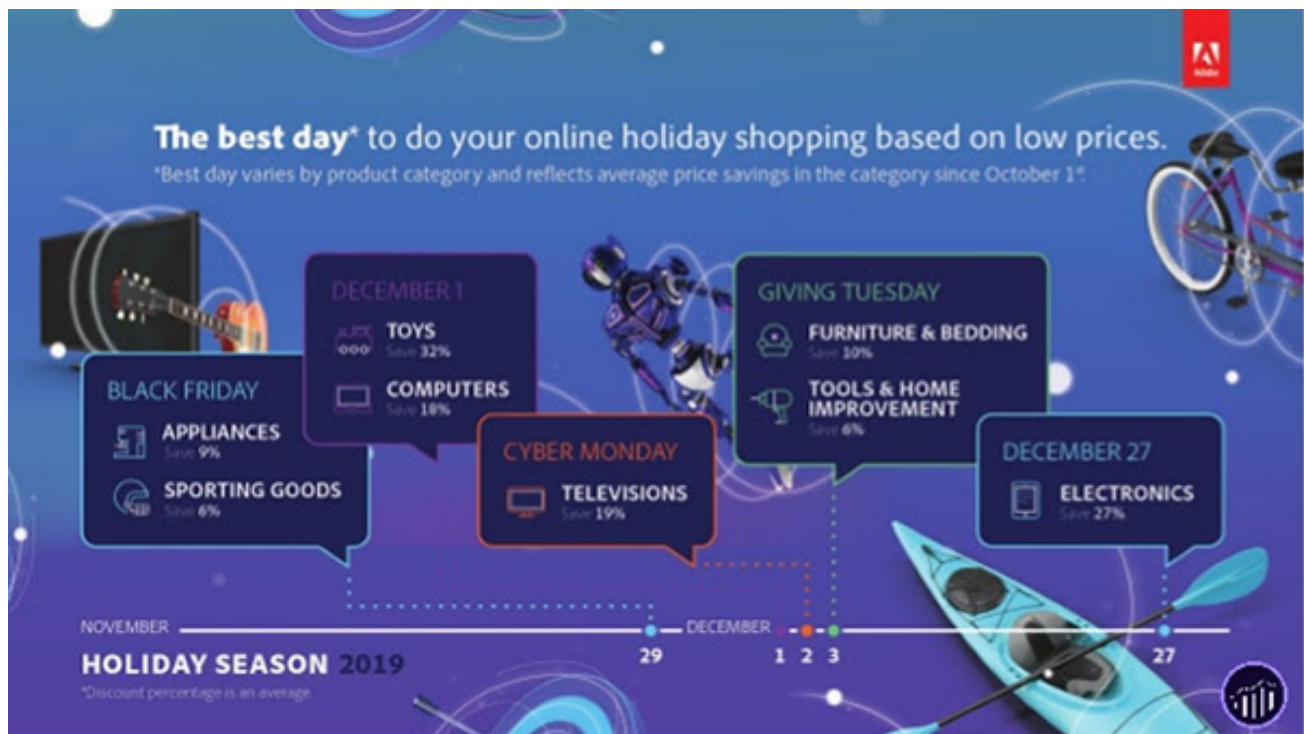 Adobe
The best day* to do your online holiday shopping based on low prices.
*Best day varies by product category and reflects average price savings in the category since October 1st.
BLACK FRIDAY
APPLIANCES
Save 9%
SPORTING GOODS
Save 6%
DECEMBER 1
TOYS
Save 32%
COMPUTERS
Save 18%
CYBER MONDAY
TELEVISIONS
Save 19%
GIVING TUESDAY
FURNITURE & BEDDING
Save 10%
TOOLS & HOME
IMPROVEMENT
Save 6%
DECEMBER 27
ELECTRONICS
Save 27%
NOVEMBER DECEMBER
29 1 2 3 27
HOLIDAY SEASON 2019
*Discount percentage is an average.